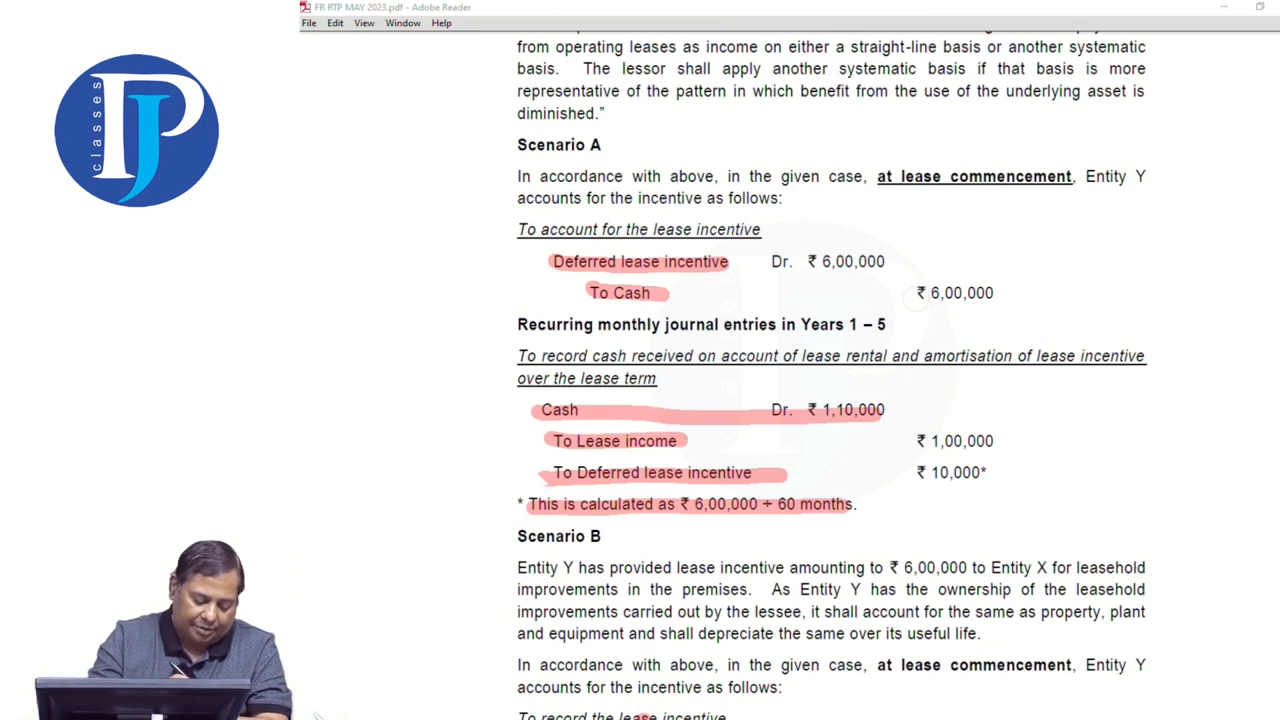 FR RTP MAY 2023.pdf - Adobe Reader
File Edit View Window Help
classes
PJ
from operating leases as income on either a straight-line basis or another systematic
basis. The lessor shall apply another systematic basis if that basis is more
representative of the pattern in which benefit from the use of the underlying asset is
diminished.”
Scenario A
In accordance with above, in the given case, at lease commencement, Entity Y
accounts for the incentive as follows:
To account for the lease incentive
Deferred lease incentive Dr. ₹ 6,00,000
To Cash ₹ 6,00,000
Recurring monthly journal entries in Years 1 – 5
To record cash received on account of lease rental and amortisation of lease incentive
over the lease term
Cash Dr. ₹ 1,10,000
To Lease income ₹ 1,00,000
To Deferred lease incentive ₹ 10,000*
* This is calculated as ₹ 6,00,000 ÷ 60 months.
Scenario B
Entity Y has provided lease incentive amounting to ₹ 6,00,000 to Entity X for leasehold
improvements in the premises. As Entity Y has the ownership of the leasehold
improvements carried out by the lessee, it shall account for the same as property, plant
and equipment and shall depreciate the same over its useful life.
In accordance with above, in the given case, at lease commencement, Entity Y
accounts for the incentive as follows:
To record the lease incentive